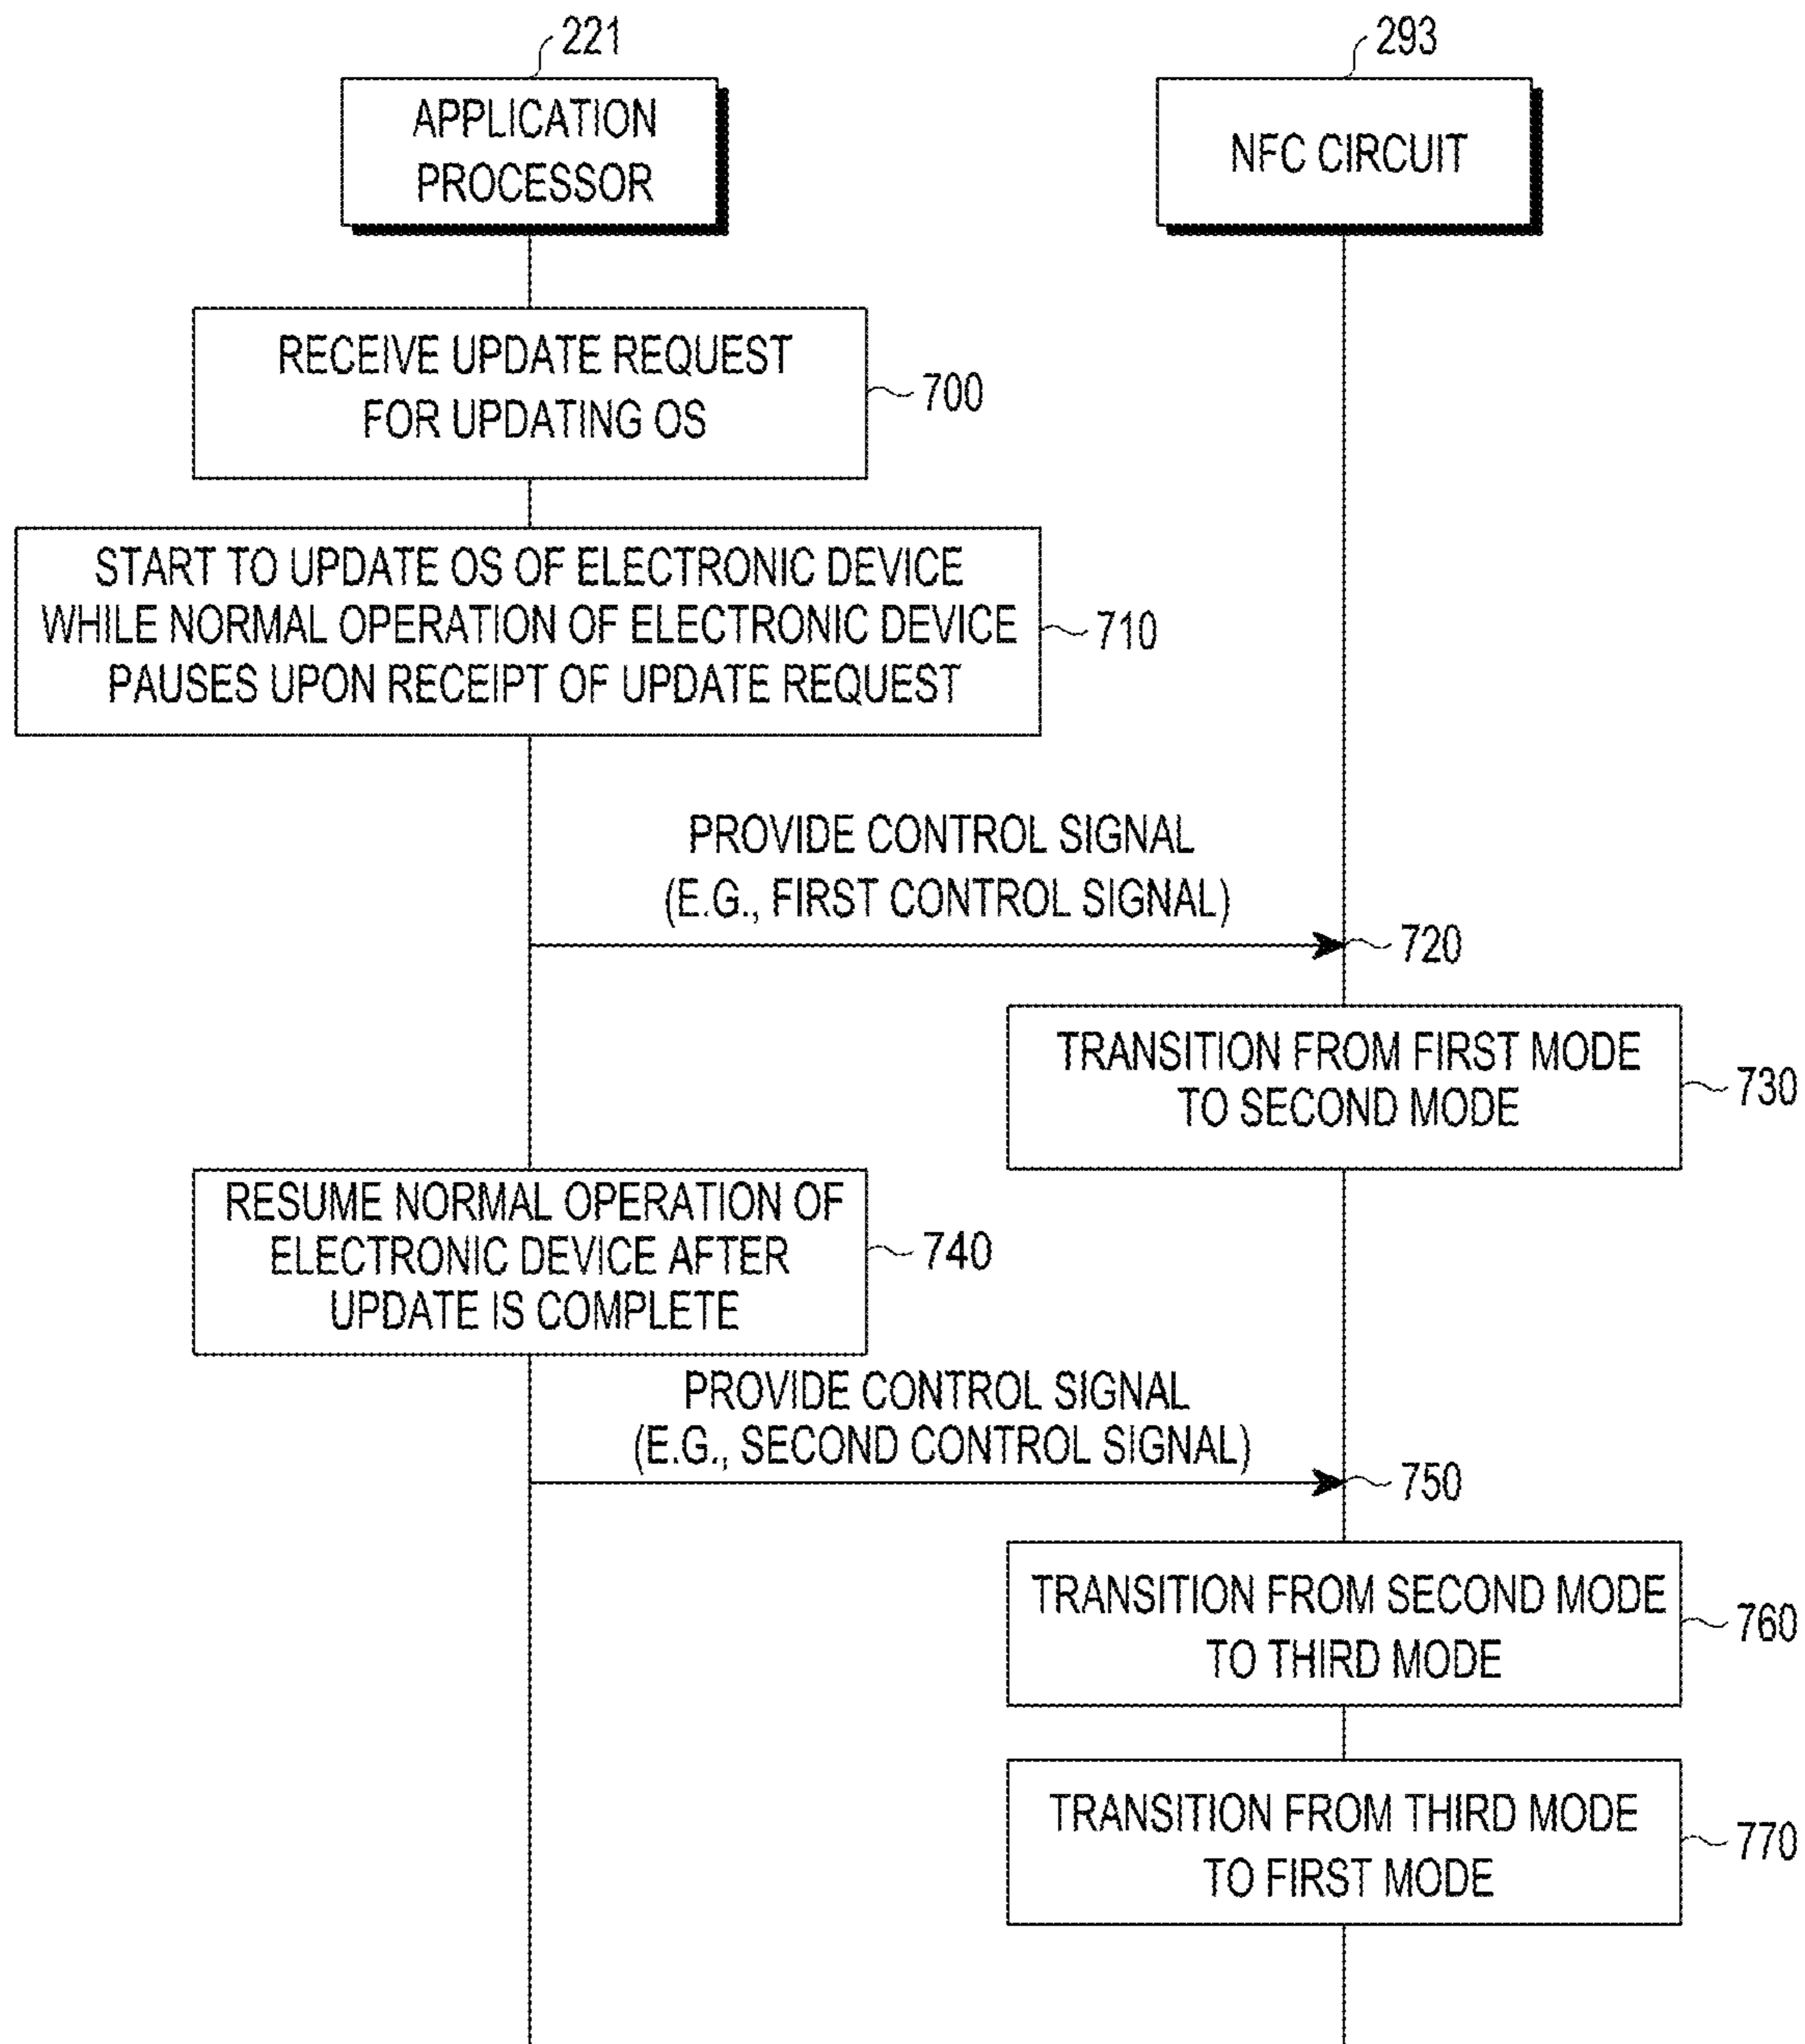 221
293
APPLICATION
PROCESSOR
NFC CIRCUIT
RECEIVE UPDATE REQUEST
FOR UPDATING OS
700
START TO UPDATE OS OF ELECTRONIC DEVICE
WHILE NORMAL OPERATION OF ELECTRONIC DEVICE
PAUSES UPON RECEIPT OF UPDATE REQUEST
710
PROVIDE CONTROL SIGNAL
(E.G., FIRST CONTROL SIGNAL)
720
TRANSITION FROM FIRST MODE
TO SECOND MODE
730
RESUME NORMAL OPERATION OF
ELECTRONIC DEVICE AFTER
UPDATE IS COMPLETE
740
PROVIDE CONTROL SIGNAL
(E.G., SECOND CONTROL SIGNAL)
750
TRANSITION FROM SECOND MODE
TO THIRD MODE
760
TRANSITION FROM THIRD MODE
TO FIRST MODE
770